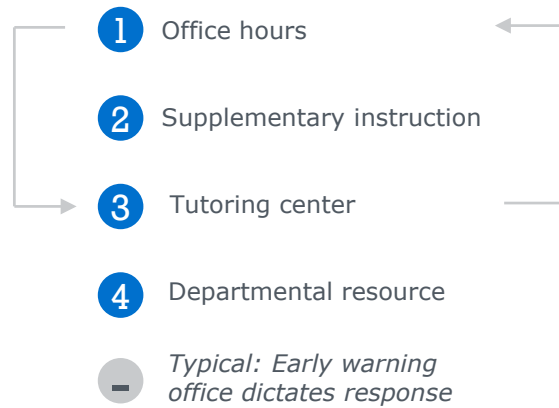 1 Office hours
2 Supplementary instruction
3 Tutoring center
4 Departmental resource
– Typical: Early warning
office dictates response